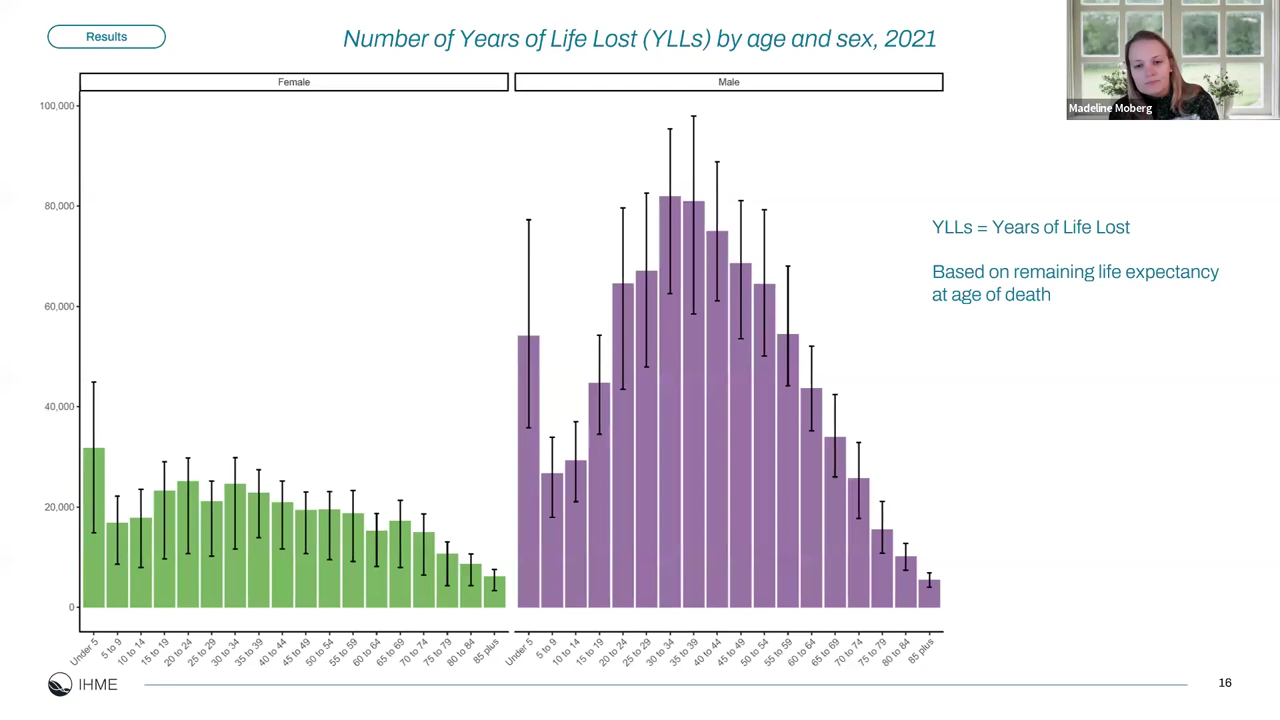 Results
Number of Years of Life Lost (YLLs) by age and sex, 2021
Madeline Moberg
Female
Male
100,000
80,000
60,000
40,000
20,000
0
YLLs = Years of Life Lost
Based on remaining life expectancy
at age of death
Under 5
5 to 9
10 to 14
15 to 19
20 to 24
25 to 29
30 to 34
35 to 39
40 to 44
45 to 49
50 to 54
55 to 59
60 to 64
65 to 69
70 to 74
75 to 79
80 to 84
85 plus
Under 5
5 to 9
10 to 14
15 to 19
20 to 24
25 to 29
30 to 34
35 to 39
40 to 44
45 to 49
50 to 54
55 to 59
60 to 64
65 to 69
70 to 74
75 to 79
80 to 84
85 plus
IHME
16